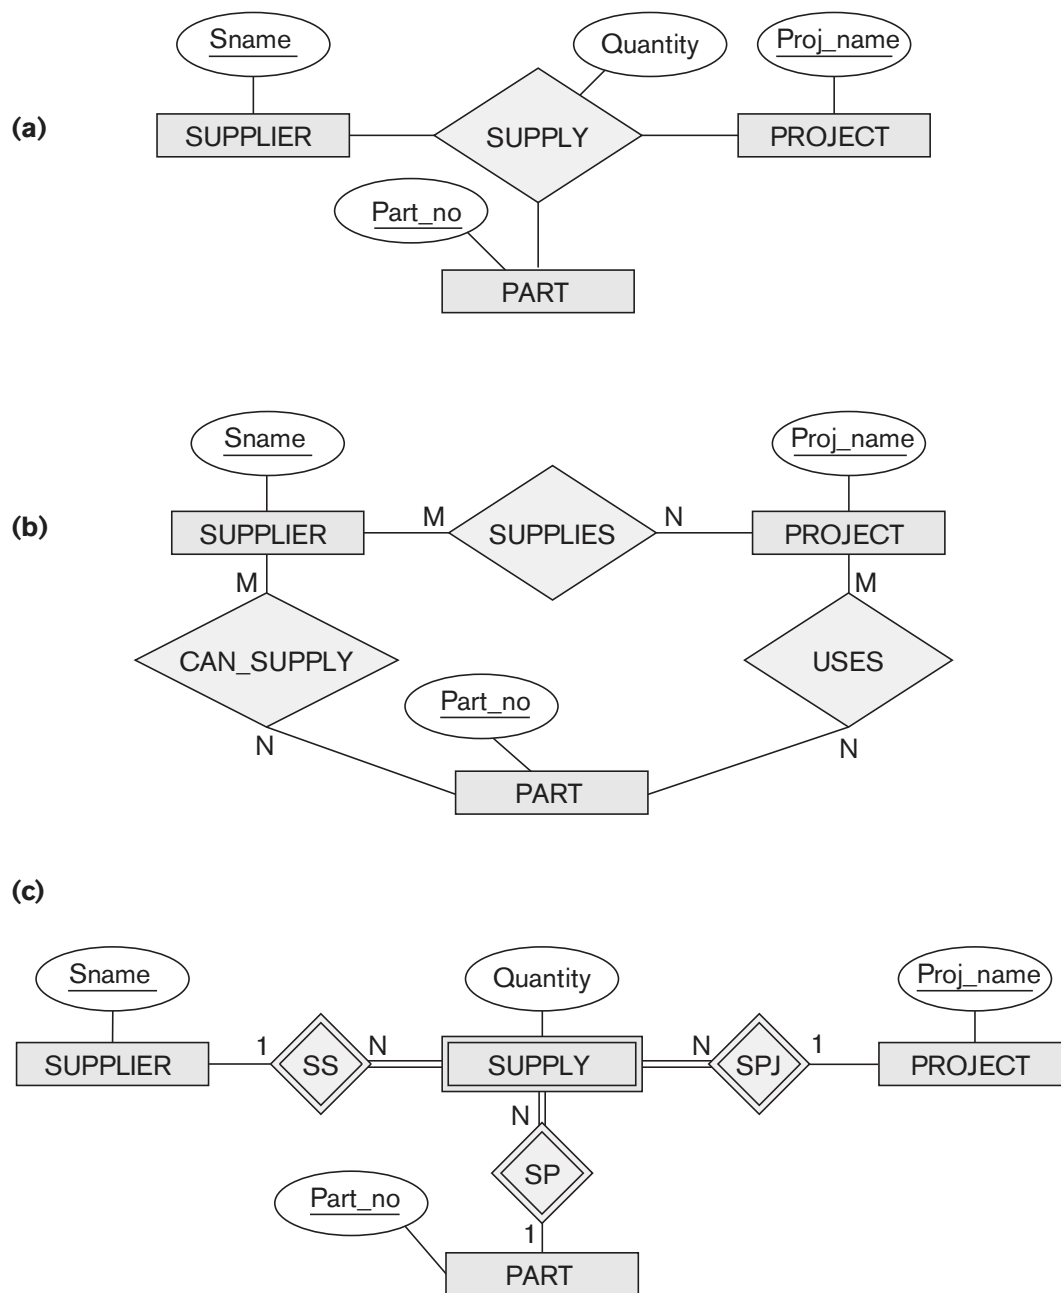 (a)
Sname
Quantity
Proj_name
SUPPLIER
SUPPLY
PROJECT
Part_no
PART
(b)
Sname
Proj_name
SUPPLIER
M
SUPPLIES
N
PROJECT
M
M
CAN_SUPPLY
USES
Part_no
N
N
PART
(c)
Sname
Quantity
Proj_name
SUPPLIER
1
SS
N
SUPPLY
N
SPJ
1
PROJECT
N
SP
Part_no
1
PART